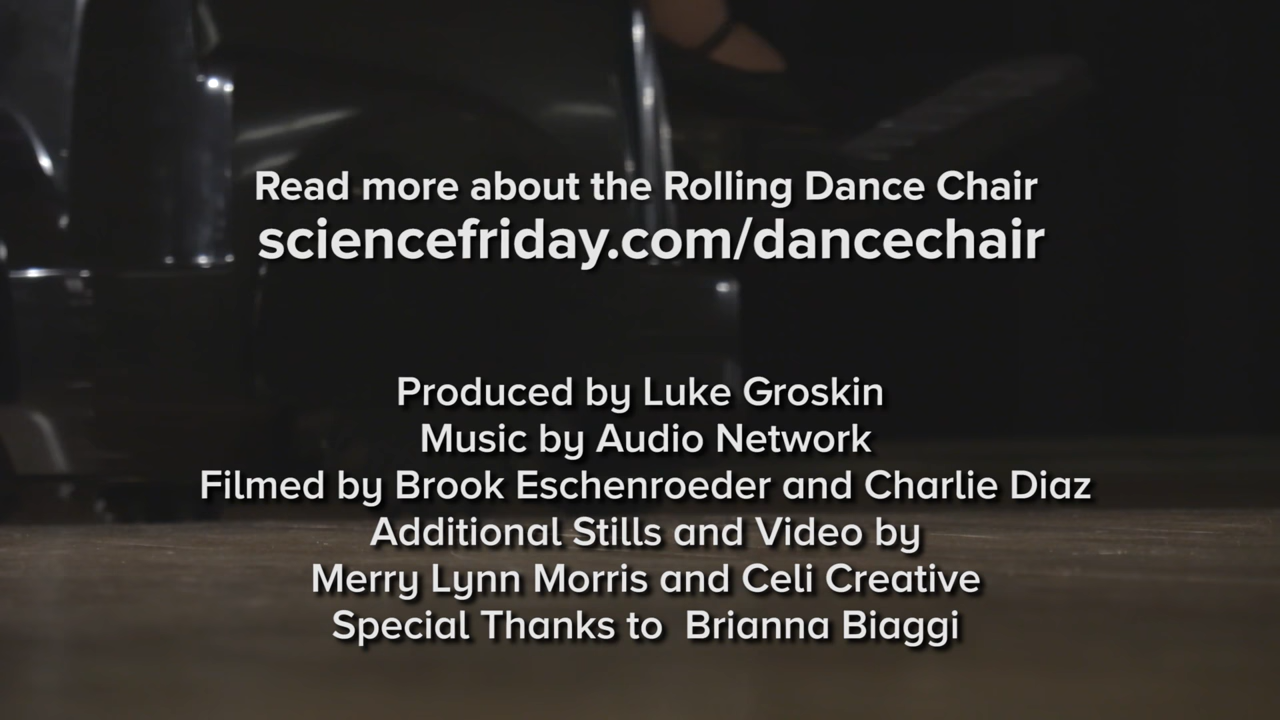 Read more about the Rolling Dance Chair
sciencefriday.com/dancechair
Produced by Luke Groskin
Music by Audio Network
Filmed by Brook Eschenroeder and Charlie Diaz
Additional Stills and Video by
Merry Lynn Morris and Celi Creative
Special Thanks to  Brianna Biaggi